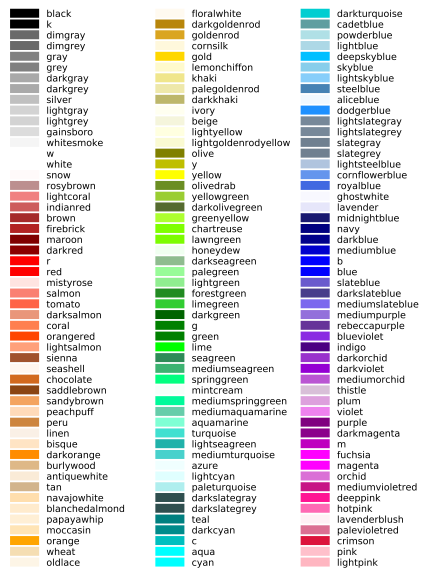 black
k
dimgray
dimgrey
gray
grey
darkgray
darkgrey
silver
lightgray
lightgrey
gainsboro
whitesmoke
w
white
snow
rosybrown
lightcoral
indianred
brown
firebrick
maroon
darkred
r
red
mistyrose
salmon
tomato
darksalmon
coral
orangered
lightsalmon
sienna
seashell
chocolate
saddlebrown
sandybrown
peachpuff
peru
linen
bisque
darkorange
burlywood
antiquewhite
tan
navajowhite
blanchedalmond
papayawhip
moccasin
orange
wheat
oldlace
floralwhite
darkgoldenrod
goldenrod
cornsilk
gold
lemonchiffon
khaki
palegoldenrod
darkkhaki
ivory
beige
lightyellow
lightgoldenrodyellow
olive
y
yellow
olivedrab
yellowgreen
darkolivegreen
greenyellow
chartreuse
lawngreen
honeydew
darkseagreen
palegreen
lightgreen
forestgreen
limegreen
darkgreen
g
green
lime
seagreen
mediumseagreen
springgreen
mintcream
mediumspringgreen
mediumaquamarine
aquamarine
turquoise
lightseagreen
mediumturquoise
azure
lightcyan
paleturquoise
darkslategray
darkslategrey
teal
darkcyan
c
aqua
cyan
darkturquoise
cadetblue
powderblue
lightblue
deepskyblue
skyblue
lightskyblue
steelblue
aliceblue
dodgerblue
lightslategray
lightslategrey
slategray
slategrey
lightsteelblue
cornflowerblue
royalblue
ghostwhite
lavender
midnightblue
navy
darkblue
mediumblue
b
blue
slateblue
darkslateblue
mediumslateblue
mediumpurple
rebeccapurple
blueviolet
indigo
darkorchid
darkviolet
mediumorchid
thistle
plum
violet
purple
darkmagenta
m
fuchsia
magenta
orchid
mediumvioletred
deeppink
hotpink
lavenderblush
palevioletred
crimson
pink
lightpink